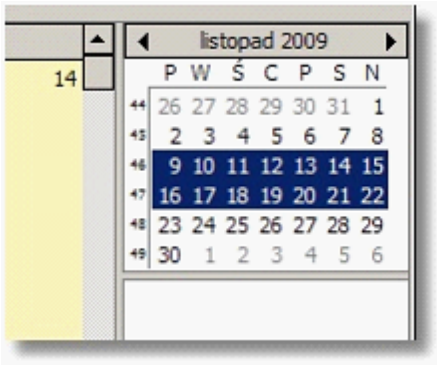 listopad 2009
P W Ś C P S N
14
44 26 27 28 29 30 31 1
45 2 3 4 5 6 7 8
46 9 10 11 12 13 14 15
47 16 17 18 19 20 21 22
48 23 24 25 26 27 28 29
49 30 1 2 3 4 5 6